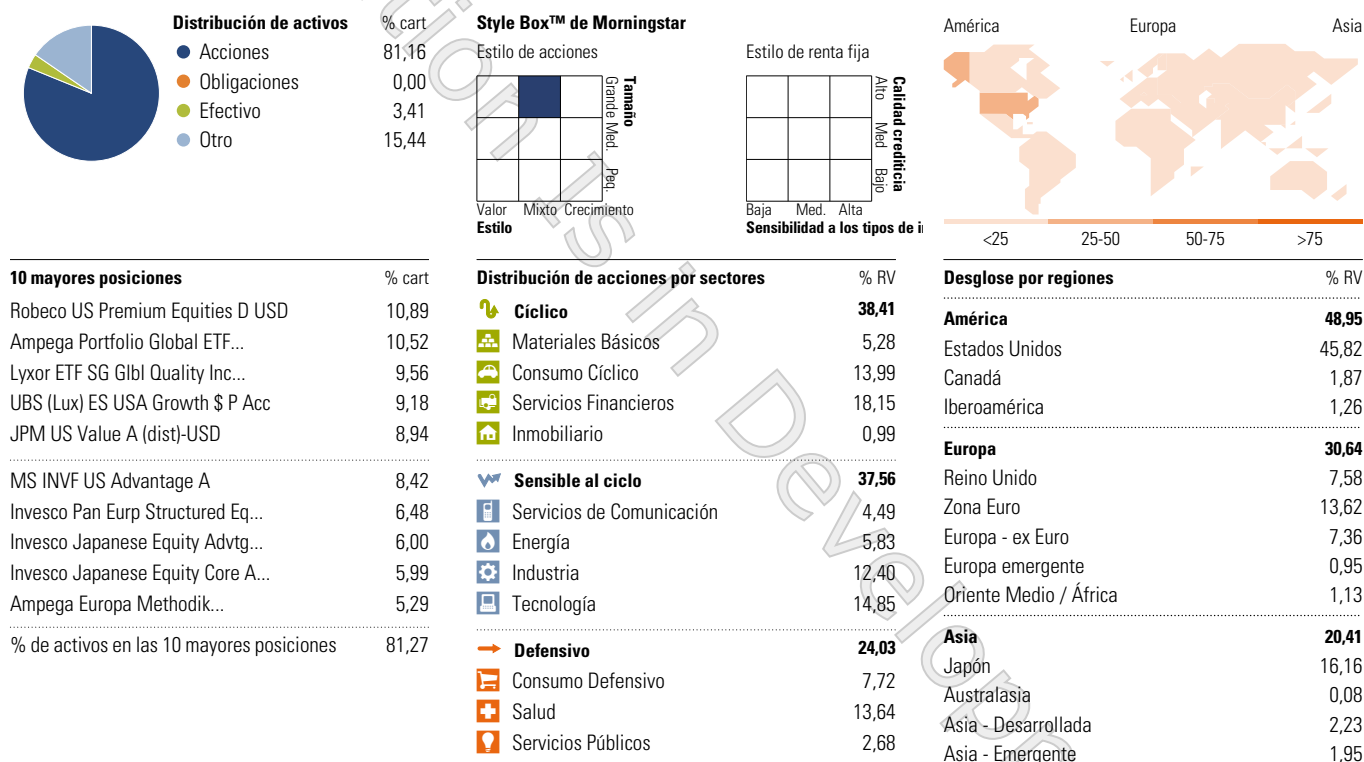 Distribución de activos % cart
Acciones 81,16
Obligaciones 0,00
Efectivo 3,41
Otro 15,44
Style Box™ de Morningstar
Estilo de acciones
Tamaño
Grande Med. Peq.
Valor Mixto Crecimiento
Estilo
Estilo de renta fija
Calidad crediticia
Alto Med Bajo
Baja Med. Alta
Sensibilidad a los tipos de
América Europa Asia
<25 25-50 50-75 >75
10 mayores posiciones % cart
Robeco US Premium Equities D USD 10,89
Ampega Portfolio Global ETF... 10,52
Lyxor ETF SG Glbl Quality Inc... 9,56
UBS (Lux) ES USA Growth $ P Acc 9,18
JPM US Value A (dist)-USD 8,94
MS INVF US Advantage A 8,42
Invesco Pan Eurp Structured Eq... 6,48
Invesco Japanese Equity Advtg... 6,00
Invesco Japanese Equity Core A... 5,99
Ampega Europa Methodik... 5,29
% de activos en las 10 mayores posiciones 81,27
Distribución de acciones por sectores % RV
Cíclico 38,41
Materiales Básicos 5,28
Consumo Cíclico 13,99
Servicios Financieros 18,15
Inmobiliario 0,99
Sensible al ciclo 37,56
Servicios de Comunicación 4,49
Energía 5,83
Industria 12,40
Tecnología 14,85
Defensivo 24,03
Consumo Defensivo 7,72
Salud 13,64
Servicios Públicos 2,68
Desglose por regiones % RV
América 48,95
Estados Unidos 45,82
Canadá 1,87
Iberoamérica 1,26
Europa 30,64
Reino Unido 7,58
Zona Euro 13,62
Europa - ex Euro 7,36
Europa emergente 0,95
Oriente Medio / África 1,13
Asia 20,41
Japón 16,16
Australasia 0,08
Asia - Desarrollada 2,23
Asia - Emergente 1,95